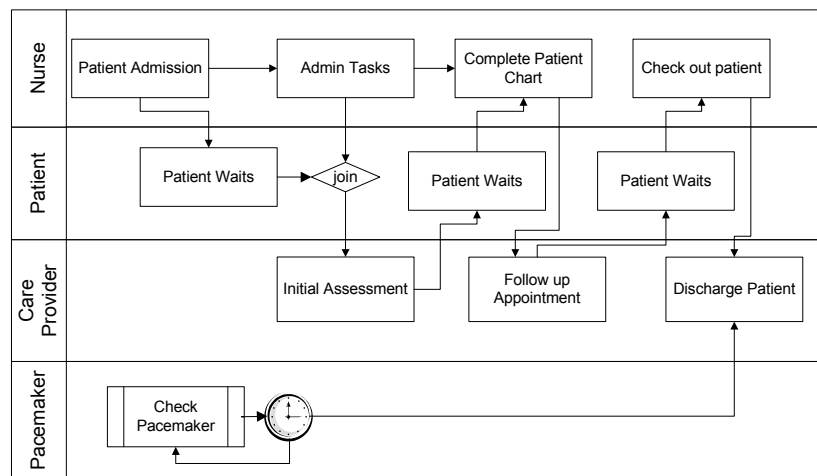 Nurse
Patient Admission
Admin Tasks
Complete Patient
Chart
Check out patient
Patient
Patient Waits
join
Patient Waits
Patient Waits
Care
Provider
Initial Assessment
Follow up
Appointment
Discharge Patient
Pacemaker
Check
Pacemaker